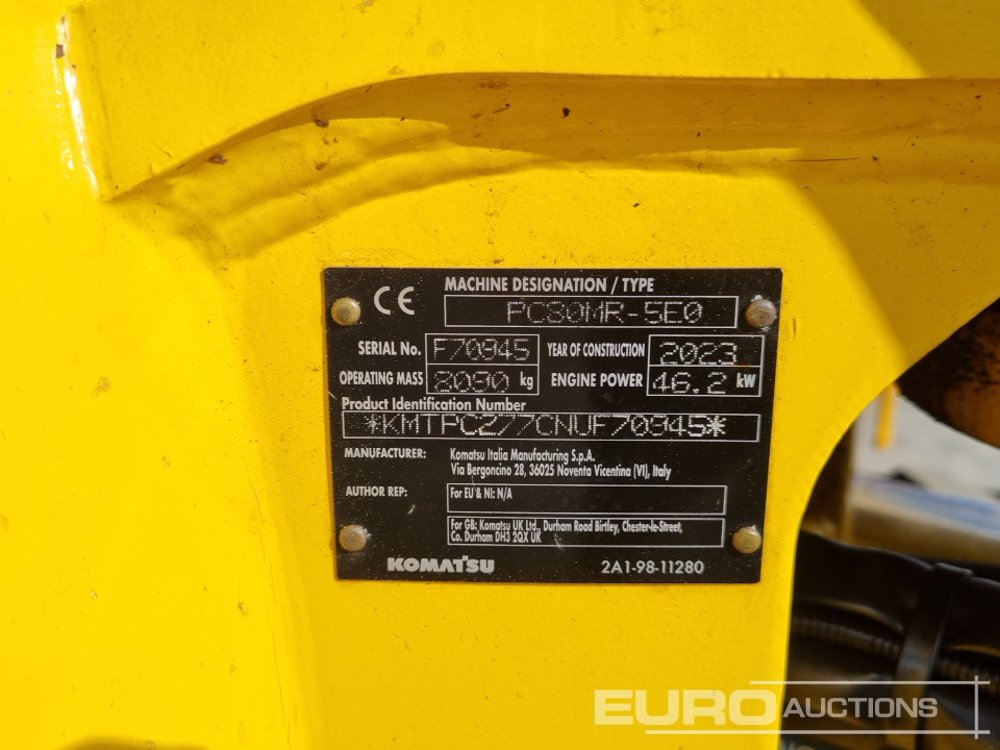 CE
MACHINE DESIGNATION / TYPE
PC80MR-5E0
SERIAL No. F70945 YEAR OF CONSTRUCTION 2023
OPERATING MASS 8090 kg ENGINE POWER 46.2 kW
Product Identification Number
*KMTPC277CNUF70945*
MANUFACTURER: Komatsu Italia Manufacturing S.p.A.
Via Bergoncino 28, 36025 Noventa Vicentina (VI), Italy
AUTHOR REP: For EU & NI: N/A
For GB: Komatsu UK Ltd., Durham Road Birtley, Chester-le-Street,
Co. Durham DH3 2QX UK
KOMATSU 2A1-98-11280
EURO AUCTIONS